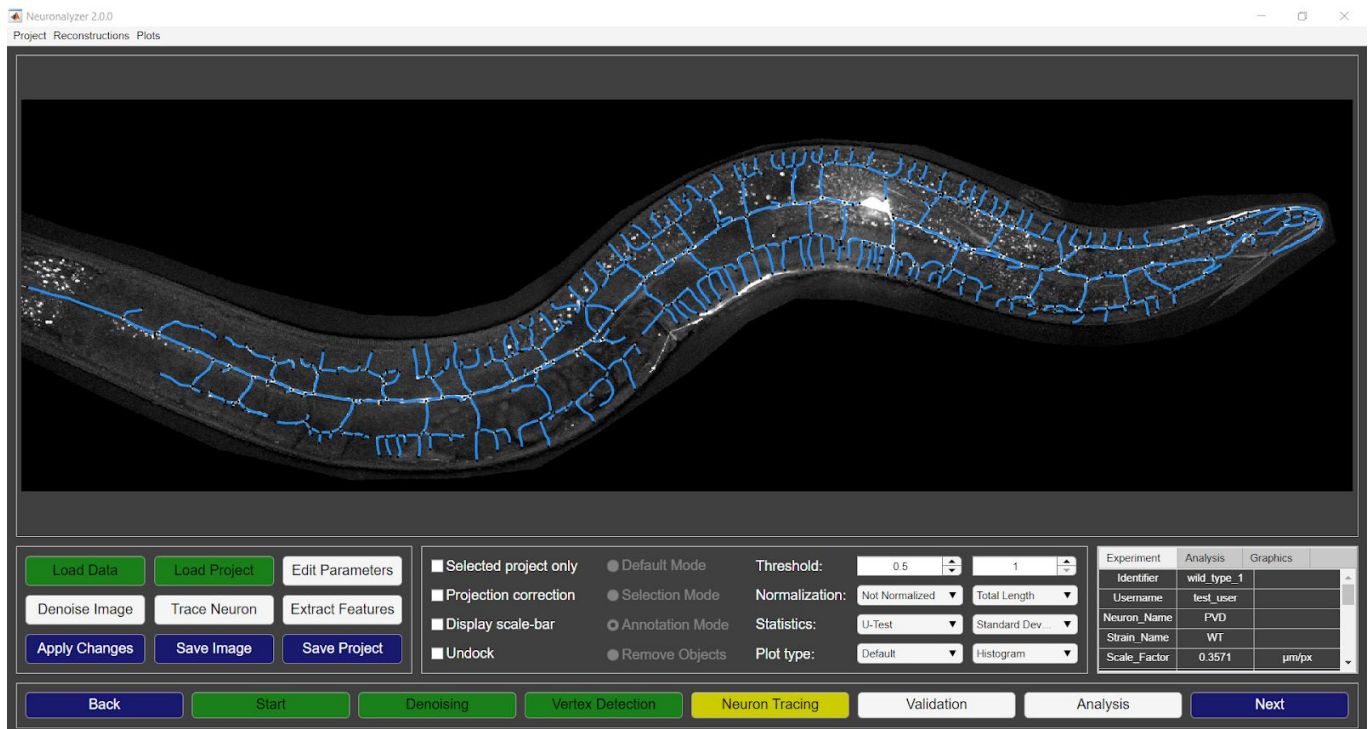 Neuronalyzer 2.0.0
Project Reconstructions Plots
Load Data Load Project Edit Parameters
Denoise Image Trace Neuron Extract Features
Apply Changes Save Image Save Project
Selected project only Default Mode Threshold: 0.5 1
Projection correction Selection Mode Normalization: Not Normalized Total Length
Display scale-bar Annotation Mode Statistics: U-Test Standard Dev...
Undock Remove Objects Plot type: Default Histogram
Experiment Analysis Graphics
Identifier wild_type_1
Username test_user
Neuron_Name PVD
Strain_Name WT
Scale_Factor 0.3571 µm/px
Back Start Denoising Vertex Detection Neuron Tracing Validation Analysis Next